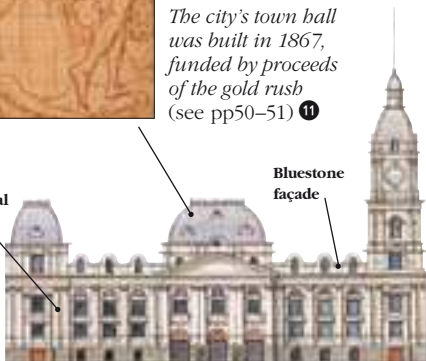 The city's town hall
was built in 1867,
funded by proceeds
of the gold rush
(see pp50–51) 11
Bluestone
façade
al